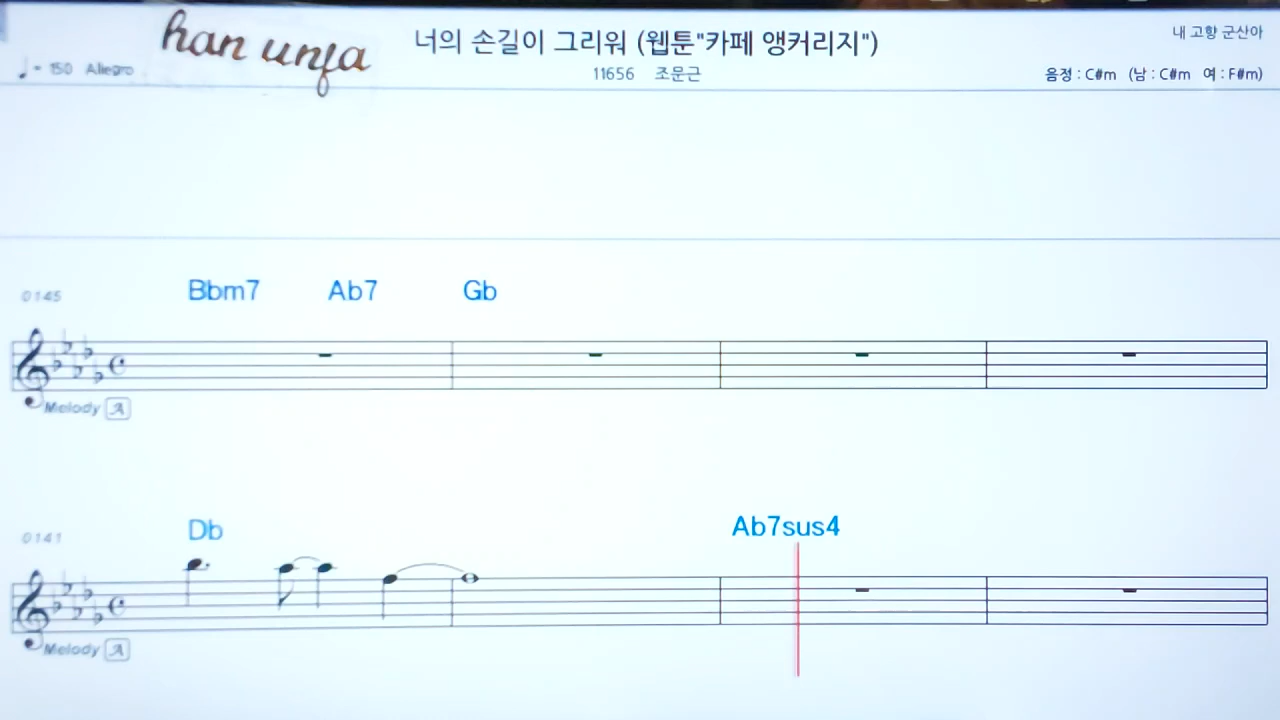 han unfa
너의 손길이 그리워 (웹툰"카페 앵커리지")
내 고향 군산아
♩= 150 Allegro
11656 조문근
음정 : C#m (남 : C#m 여 : F#m)
0145
Bbm7 Ab7 Gb
Melody A
0141
Db Ab7sus4
Melody A